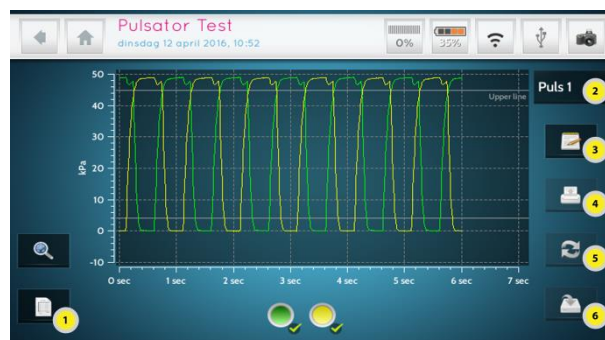 Pulsator Test
dinsdag 12 april 2016, 10:52
0%
35%
50
40
30
20
10
0
-10
kPa
Upper line
0 sec
1 sec
2 sec
3 sec
4 sec
5 sec
6 sec
7 sec
Puls 1
2
3
4
5
6
1